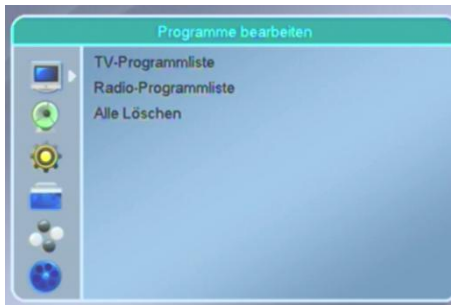 Programme bearbeiten
TV-Programmliste
Radio-Programmliste
Alle Löschen